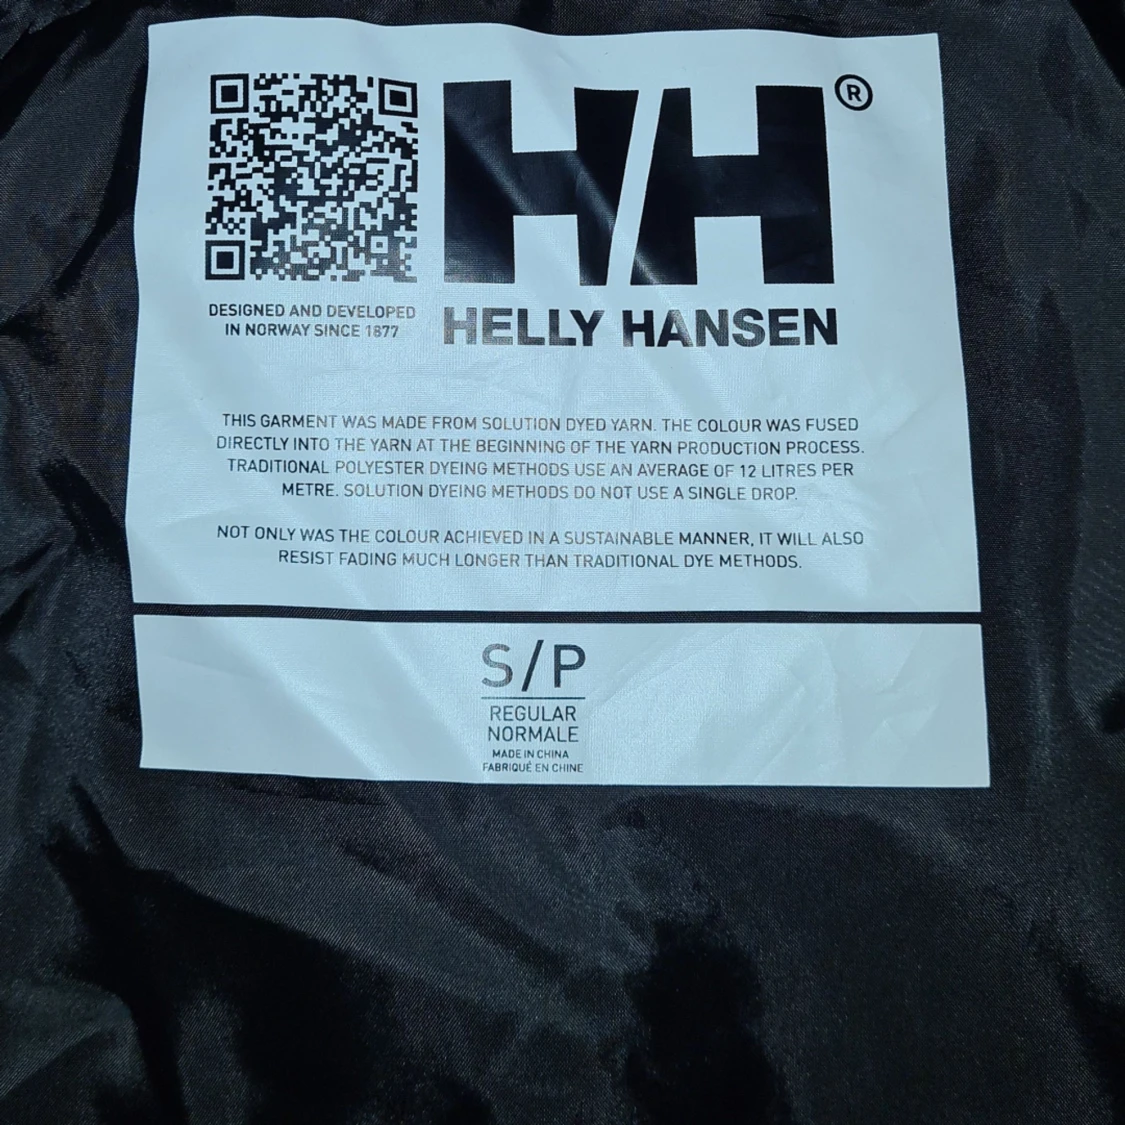 HH®
HELLY HANSEN
DESIGNED AND DEVELOPED
IN NORWAY SINCE 1877
THIS GARMENT WAS MADE FROM SOLUTION DYED YARN. THE COLOUR WAS FUSED
DIRECTLY INTO THE YARN AT THE BEGINNING OF THE YARN PRODUCTION PROCESS.
TRADITIONAL POLYESTER DYEING METHODS USE AN AVERAGE OF 12 LITRES PER
METRE. SOLUTION DYEING METHODS DO NOT USE A SINGLE DROP.
NOT ONLY WAS THE COLOUR ACHIEVED IN A SUSTAINABLE MANNER, IT WILL ALSO
RESIST FADING MUCH LONGER THAN TRADITIONAL DYE METHODS.
S/P
REGULAR
NORMALE
MADE IN CHINA
FABRIQUÉ EN CHINE